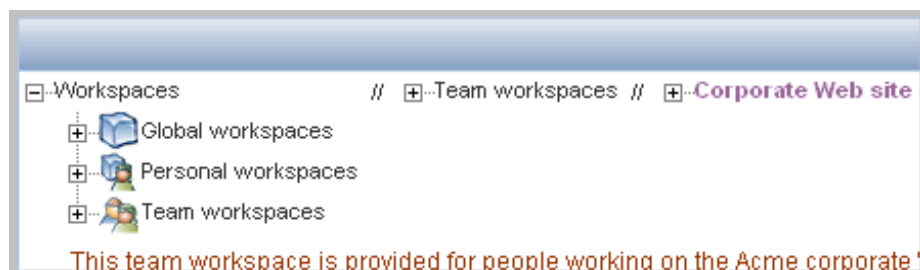 Workspaces // Team workspaces // Corporate Web site
Global workspaces
Personal workspaces
Team workspaces
This team workspace is provided for people working on the Acme corporate